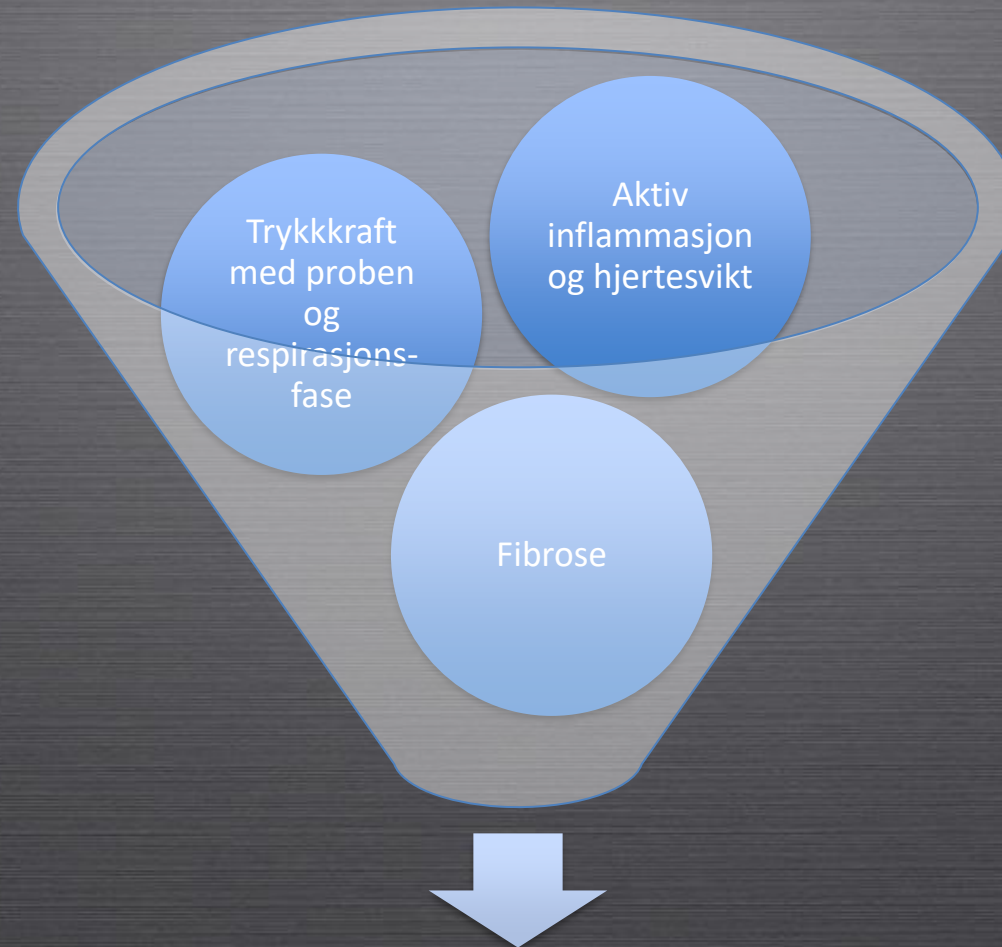 Trykkkraft
med proben
og
respirasjons-
fase
Aktiv
inflammasjon
og hjertesvikt
Fibrose